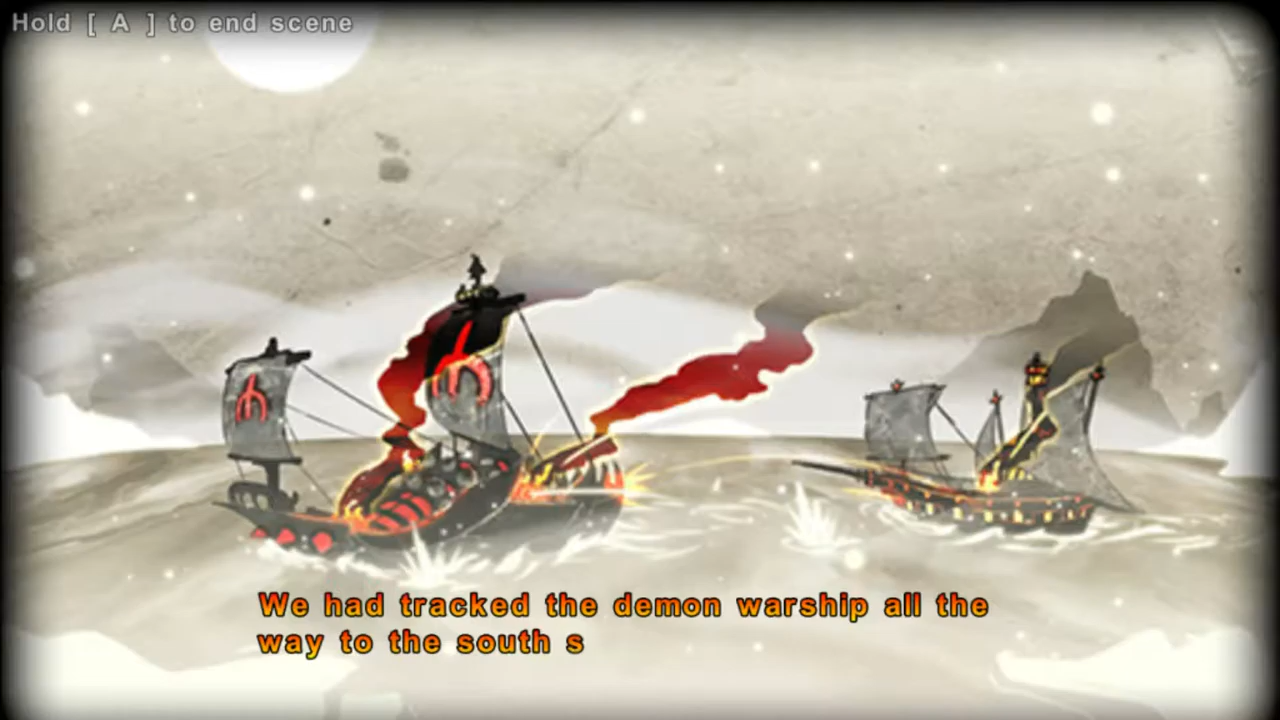 Hold [ A ] to end scene
We had tracked the demon warship all the
way to the south s